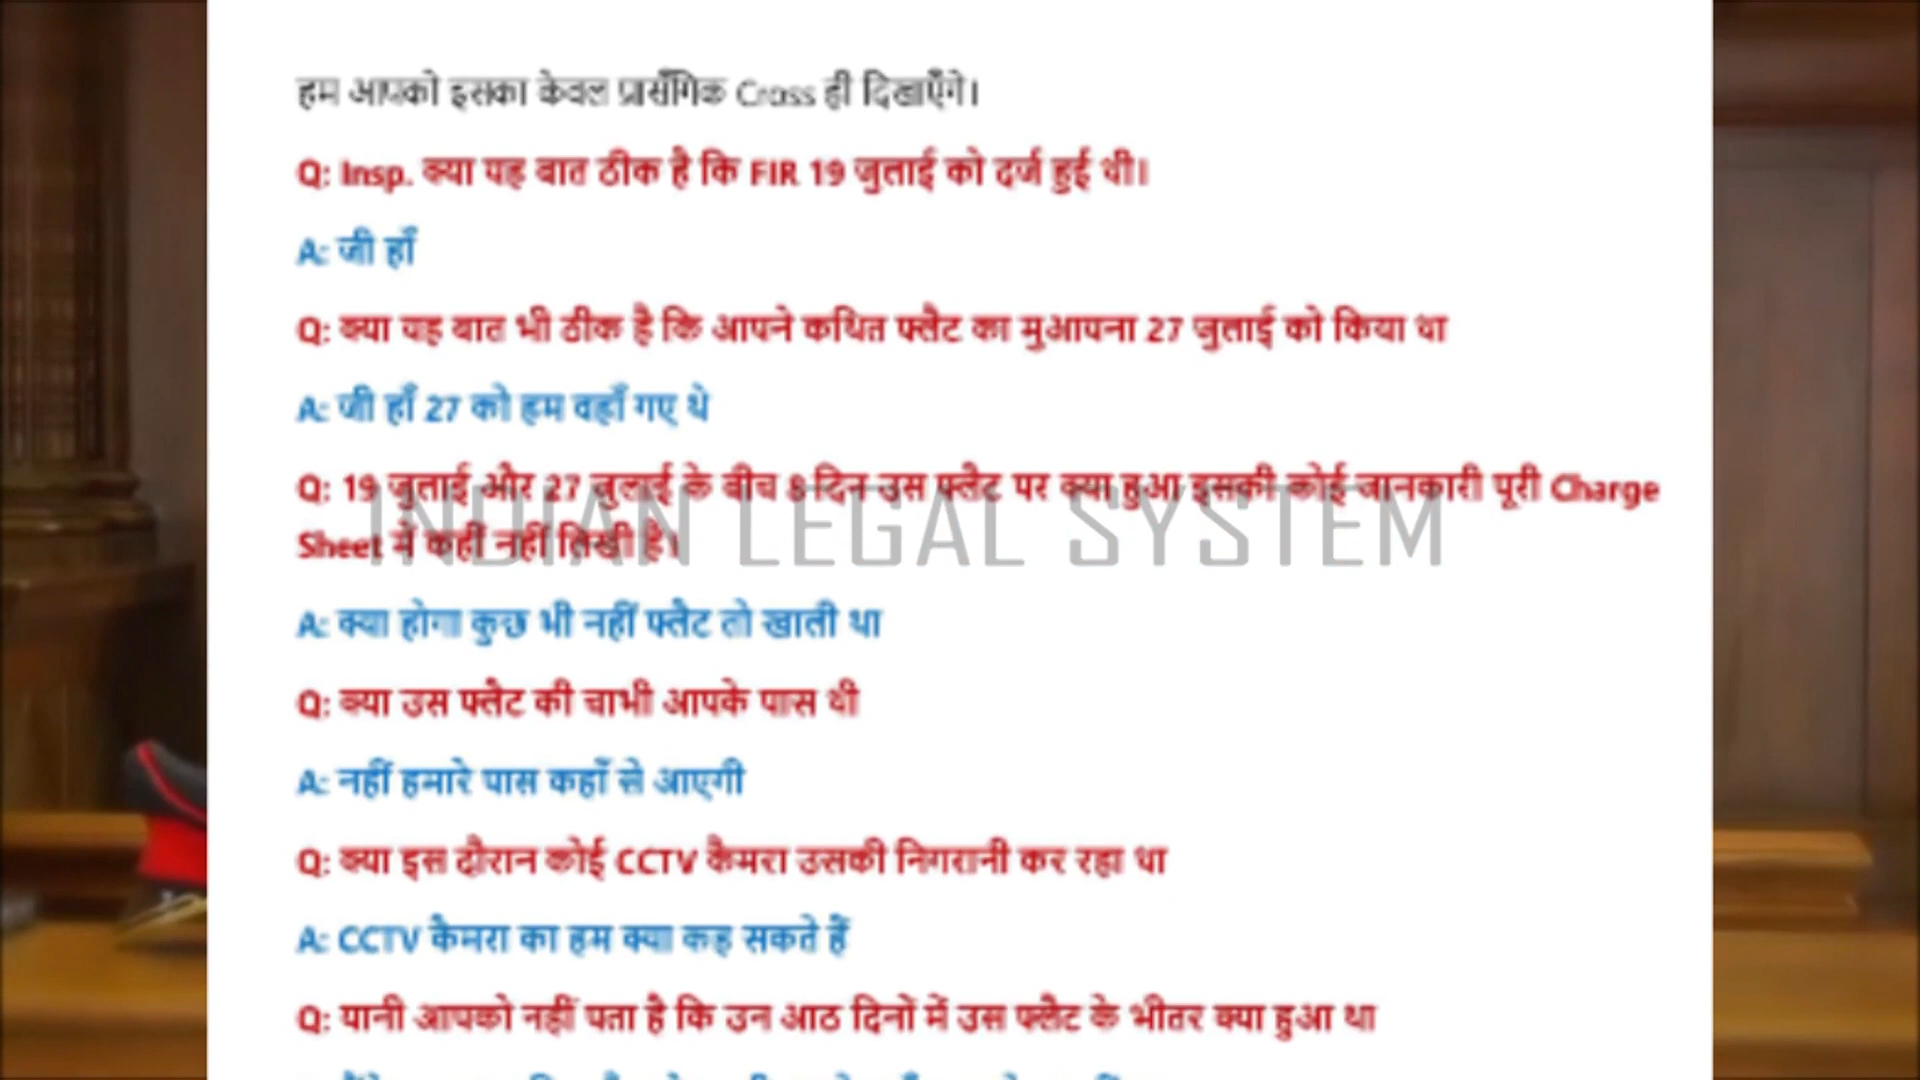 हम आपको इसका केवल प्रासँगिक Cross ही दिखाएँगे।
Q: Insp. क्या यह बात ठीक है कि FIR 19 जुलाई को दर्ज हुई थी।
A: जी हाँ
Q: क्या यह बात भी ठीक है कि आपने कथित फ्लैट का मुआयना 27 जुलाई को किया था
A: जी हाँ 27 को हम वहाँ गए थे
Q: 19 जुलाई और 27 जुलाई के बीच 8 दिन उस फ्लैट पर क्या हुआ इसकी कोई जानकारी पूरी Charge
Sheet में कहीं नहीं लिखी है।
INDIAN LEGAL SYSTEM
A: क्या होगा कुछ भी नहीं फ्लैट तो खाली था
Q: क्या उस फ्लैट की चाभी आपके पास थी
A: नहीं हमारे पास कहाँ से आएगी
Q: क्या इस दौरान कोई CCTV कैमरा उसकी निगरानी कर रहा था
A: CCTV कैमरा का हम क्या कह सकते हैं
Q: यानी आपको नहीं पता है कि उन आठ दिनों में उस फ्लैट के भीतर क्या हुआ था